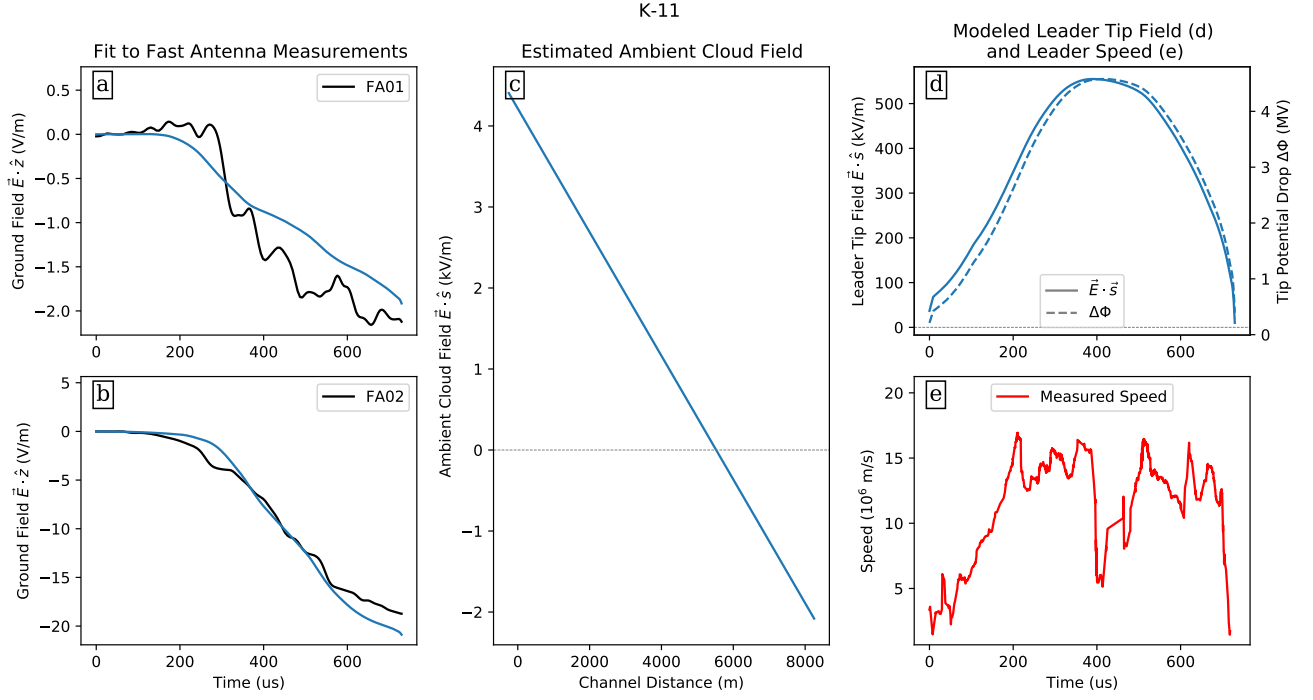 K-11
Fit to Fast Antenna Measurements
a
FA01
Ground Field E⃗ · ẑ (V/m)
0.5
0.0
−0.5
−1.0
−1.5
−2.0
0 200 400 600
b
FA02
Ground Field E⃗ · ẑ (V/m)
5
0
−5
−10
−15
−20
0 200 400 600
Time (us)
Estimated Ambient Cloud Field
c
Ambient Cloud Field E⃗ · ŝ (kV/m)
4
3
2
1
0
−1
−2
0 2000 4000 6000 8000
Channel Distance (m)
Modeled Leader Tip Field (d)
and Leader Speed (e)
d
Leader Tip Field E⃗ · ŝ (kV/m)
500
400
300
200
100
0
E⃗ · s⃗
ΔΦ
4
3
2
1
0
Tip Potential Drop ΔΦ (MV)
0 200 400 600
e
Measured Speed
Speed (10⁶ m/s)
20
15
10
5
0 200 400 600
Time (us)